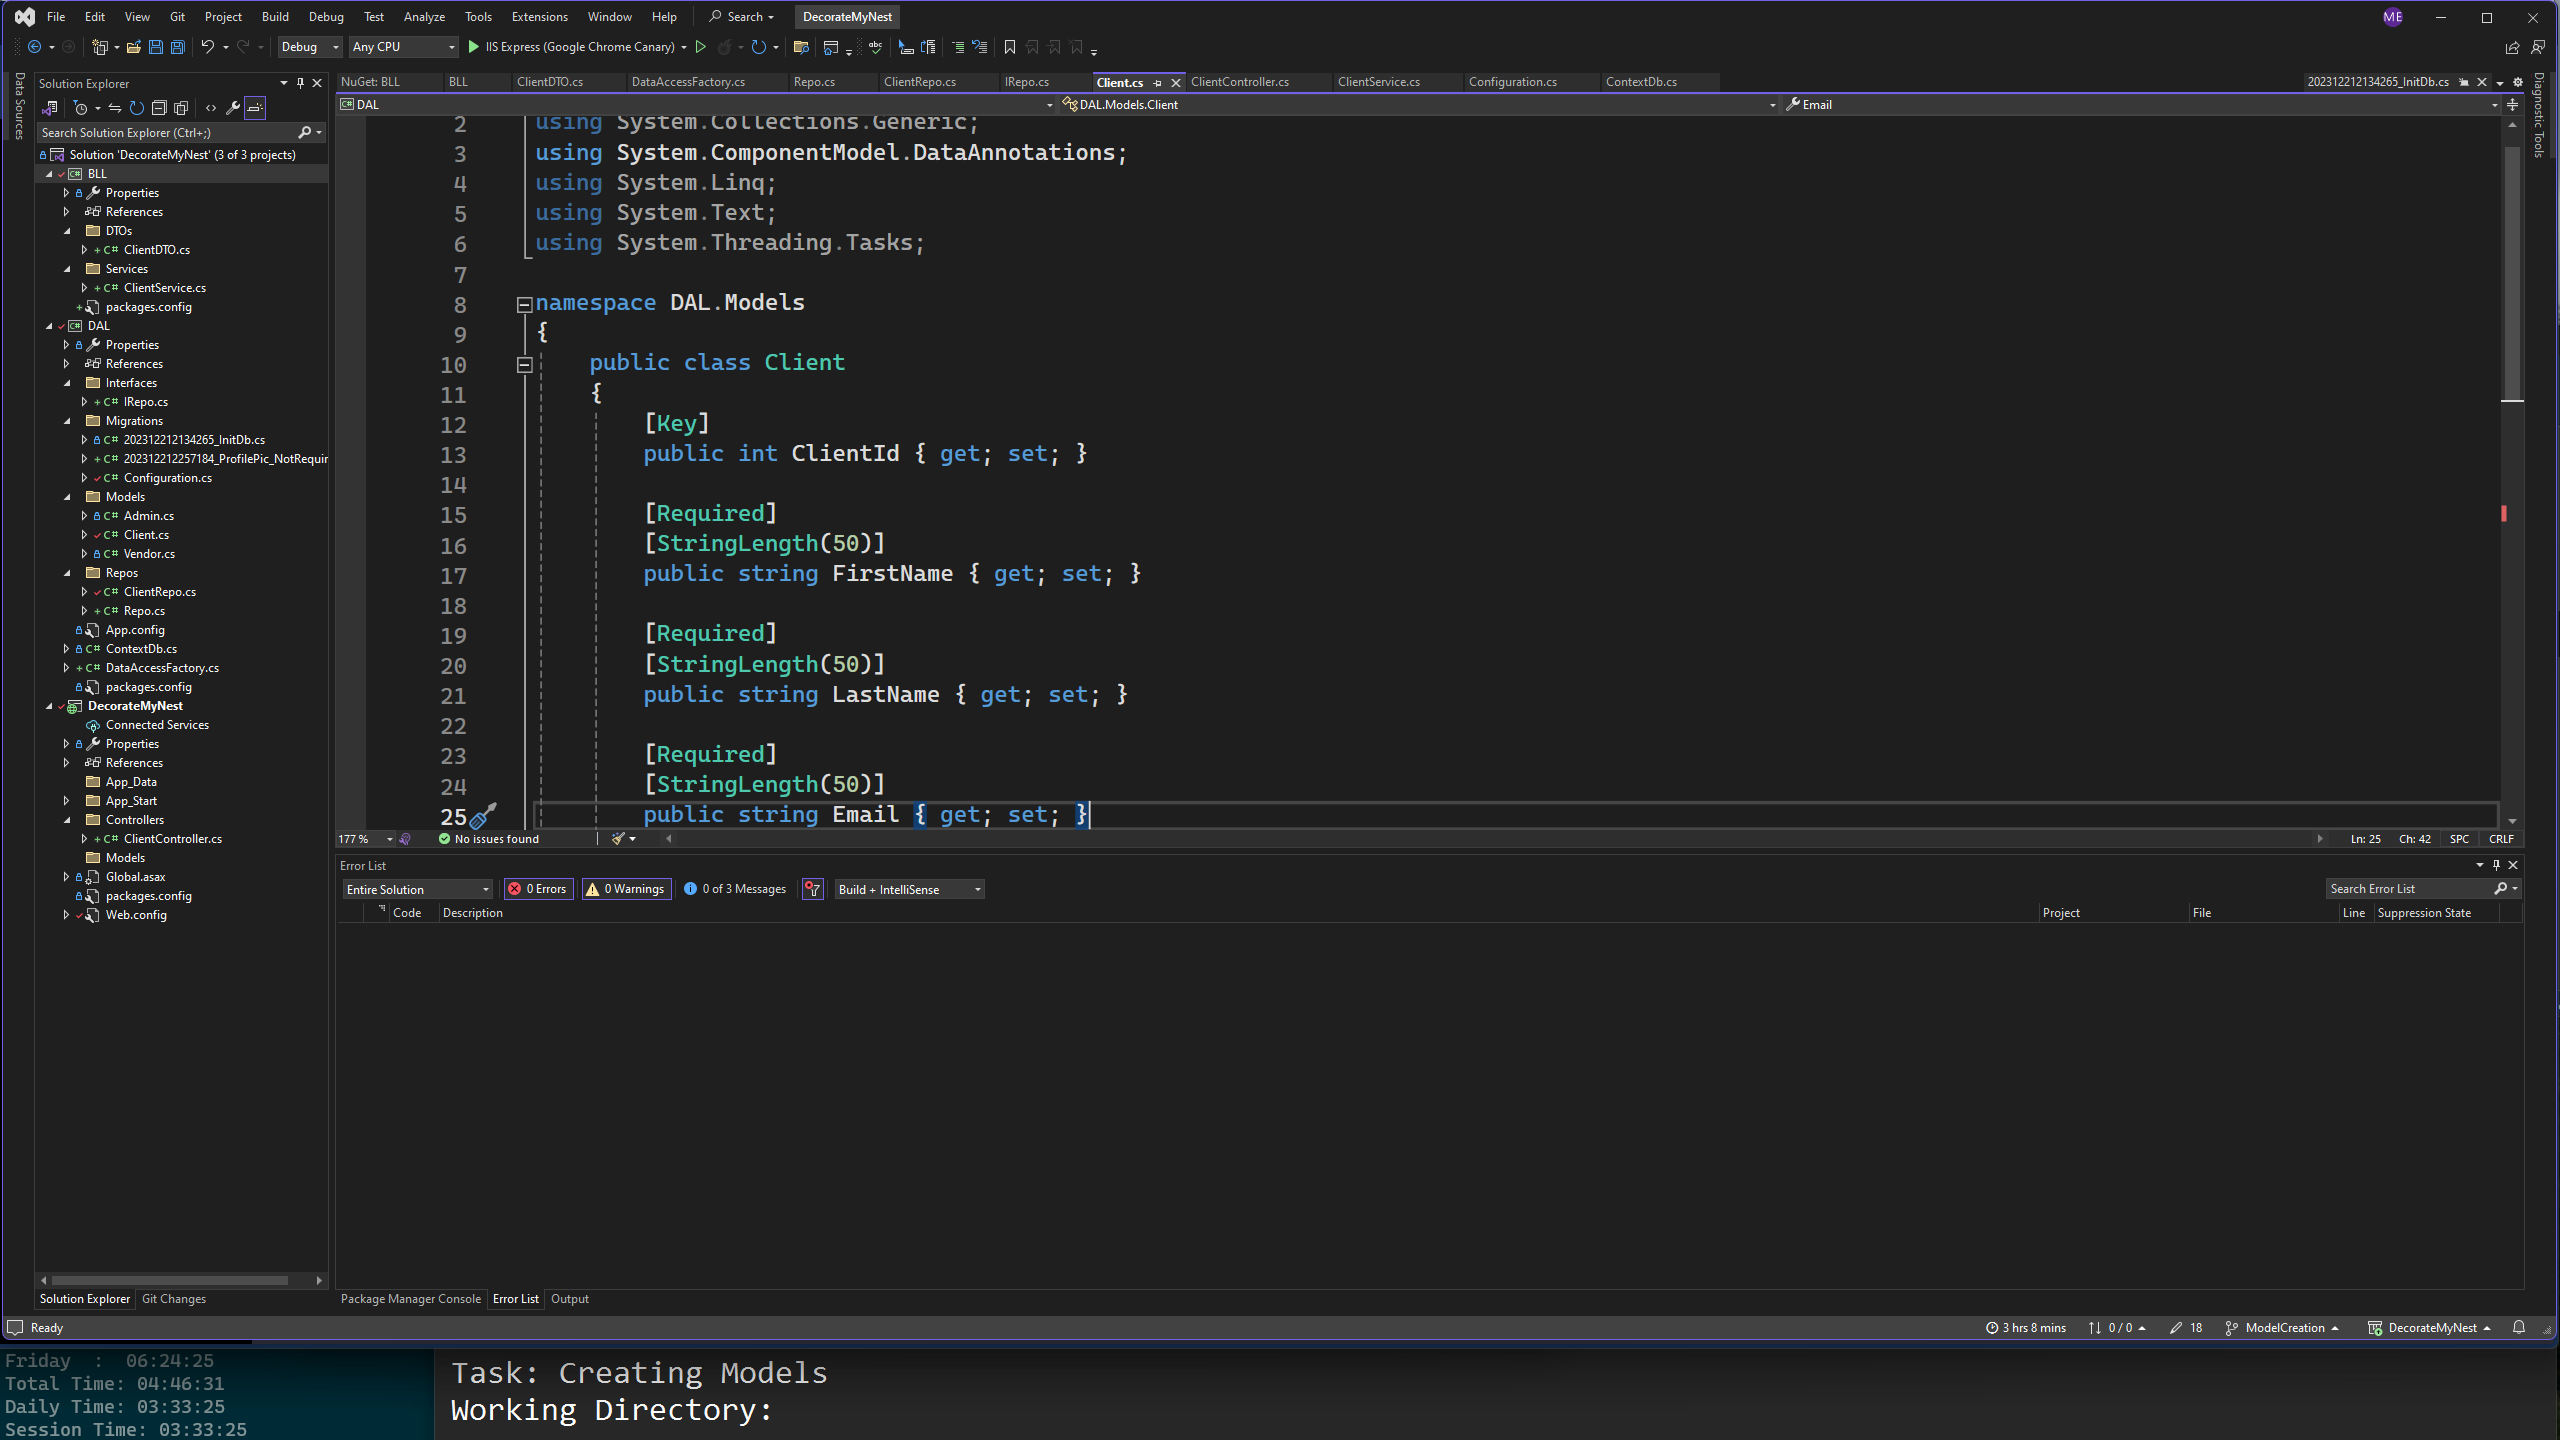 File Edit View Git Project Build Debug Test Analyze Tools Extensions Window Help Search DecorateMyNest ME
Debug Any CPU IIS Express (Google Chrome Canary)
Data Sources
Solution Explorer
Search Solution Explorer (Ctrl+;)
Solution 'DecorateMyNest' (3 of 3 projects)
BLL
Properties
References
DTOs
C# ClientDTO.cs
Services
C# ClientService.cs
packages.config
DAL
Properties
References
Interfaces
C# IRepo.cs
Migrations
C# 202312212134265_InitDb.cs
C# 202312212257184_ProfilePic_NotRequir
C# Configuration.cs
Models
C# Admin.cs
C# Client.cs
C# Vendor.cs
Repos
C# ClientRepo.cs
C# Repo.cs
App.config
C# ContextDb.cs
C# DataAccessFactory.cs
packages.config
DecorateMyNest
Connected Services
Properties
References
App_Data
App_Start
Controllers
C# ClientController.cs
Models
Global.asax
packages.config
Web.config
Solution Explorer Git Changes
NuGet: BLL BLL ClientDTO.cs DataAccessFactory.cs Repo.cs ClientRepo.cs IRepo.cs Client.cs ClientController.cs ClientService.cs Configuration.cs ContextDb.cs 202312212134265_InitDb.cs
DAL DAL.Models.Client Email
2 using System.Collections.Generic;
3 using System.ComponentModel.DataAnnotations;
4 using System.Linq;
5 using System.Text;
6 using System.Threading.Tasks;
7
8 namespace DAL.Models
9 {
10 public class Client
11 {
12 [Key]
13 public int ClientId { get; set; }
14
15 [Required]
16 [StringLength(50)]
17 public string FirstName { get; set; }
18
19 [Required]
20 [StringLength(50)]
21 public string LastName { get; set; }
22
23 [Required]
24 [StringLength(50)]
25 public string Email { get; set; }
177 % No issues found Ln: 25 Ch: 42 SPC CRLF
Diagnostic Tools
Error List
Entire Solution 0 Errors 0 Warnings 0 of 3 Messages Build + IntelliSense Search Error List
Code Description Project File Line Suppression State
Package Manager Console Error List Output
Ready 3 hrs 8 mins 0 / 0 18 ModelCreation DecorateMyNest
Friday : 06:24:25
Total Time: 04:46:31
Daily Time: 03:33:25
Session Time: 03:33:25
Task: Creating Models
Working Directory: